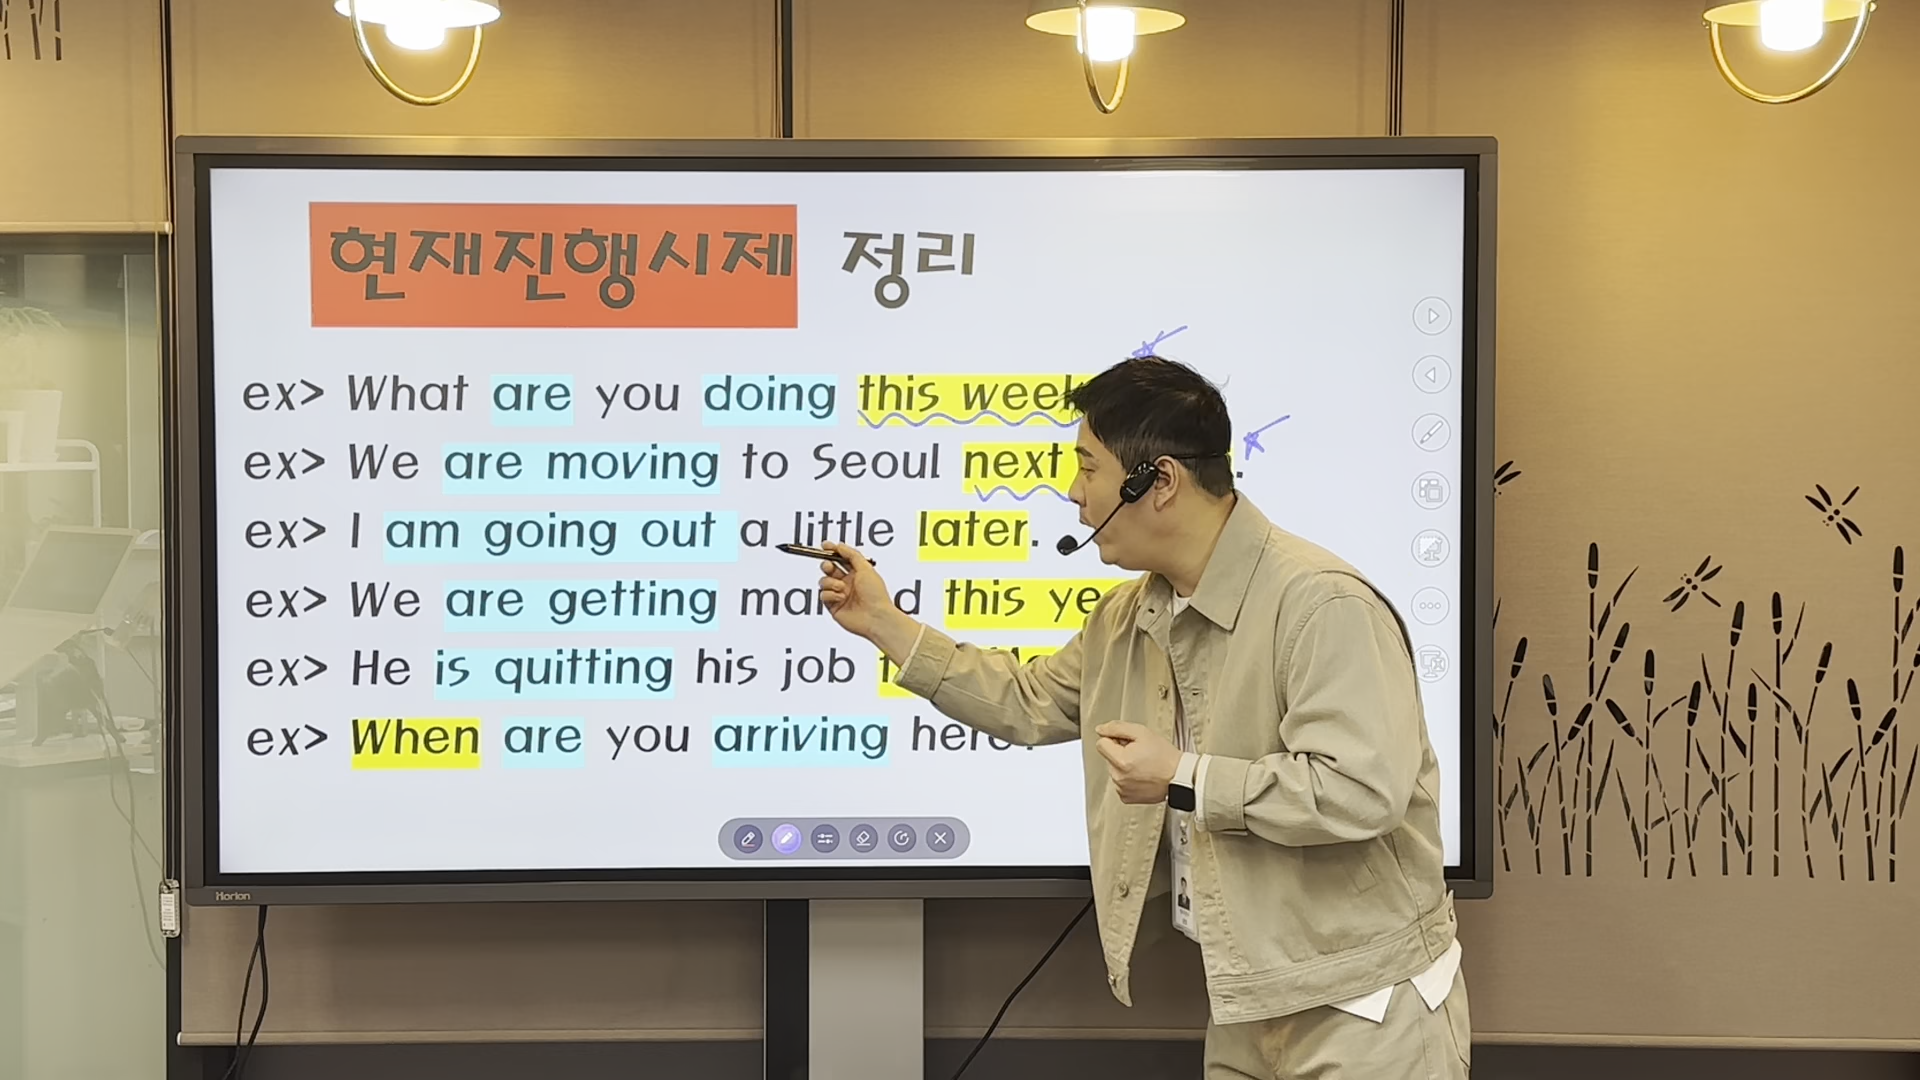 현재진행시제 정리
ex> What are you doing this week
ex> We are moving to Seoul next .
ex> I am going out a little later.
ex> We are getting this
ex> He is quitting his job
ex> When are you arriving here?
Horion